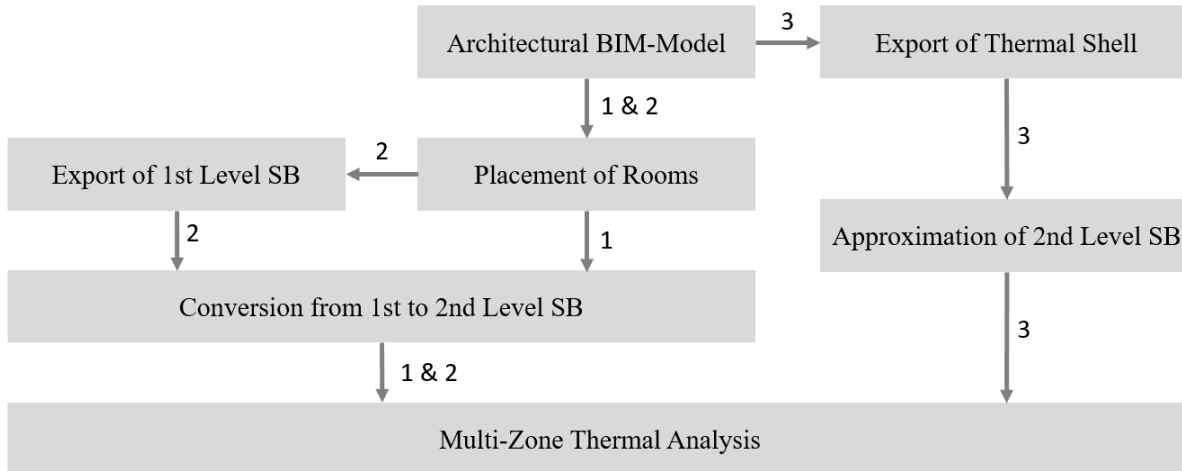 Architectural BIM-Model
3
Export of Thermal Shell
1 & 2
3
Export of 1st Level SB
2
Placement of Rooms
2
1
Approximation of 2nd Level SB
Conversion from 1st to 2nd Level SB
1 & 2
3
Multi-Zone Thermal Analysis